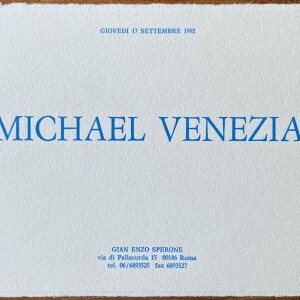 GIOVEDI 17 SETTEMBRE 1992
MICHAEL VENEZIA
GIAN ENZO SPERONE
via di Pallacorda 15 00186 Roma
tel. 06/6893525 fax 6893527